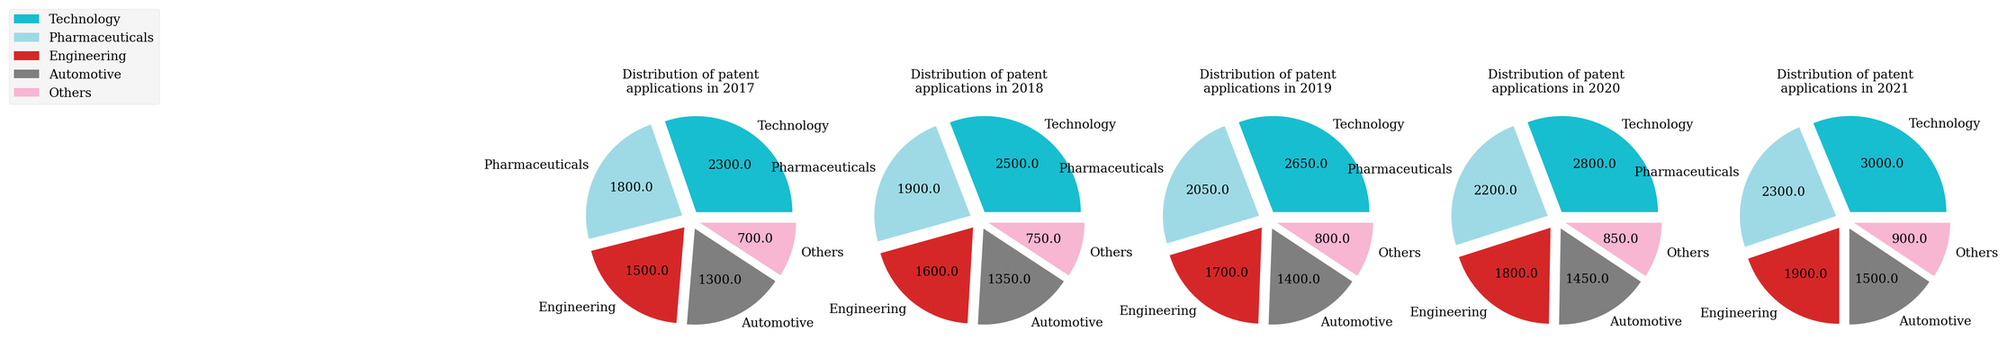 Technology
Pharmaceuticals
Engineering
Automotive
Others
Distribution of patent
applications in 2017
Technology
2300.0
Pharmaceuticals
1800.0
Engineering
1500.0
Automotive
1300.0
Others
700.0
Distribution of patent
applications in 2018
Technology
2500.0
Pharmaceuticals
1900.0
Engineering
1600.0
Automotive
1350.0
Others
750.0
Distribution of patent
applications in 2019
Technology
2650.0
Pharmaceuticals
2050.0
Engineering
1700.0
Automotive
1400.0
Others
800.0
Distribution of patent
applications in 2020
Technology
2800.0
Pharmaceuticals
2200.0
Engineering
1800.0
Automotive
1450.0
Others
850.0
Distribution of patent
applications in 2021
Technology
3000.0
Pharmaceuticals
2300.0
Engineering
1900.0
Automotive
1500.0
Others
900.0